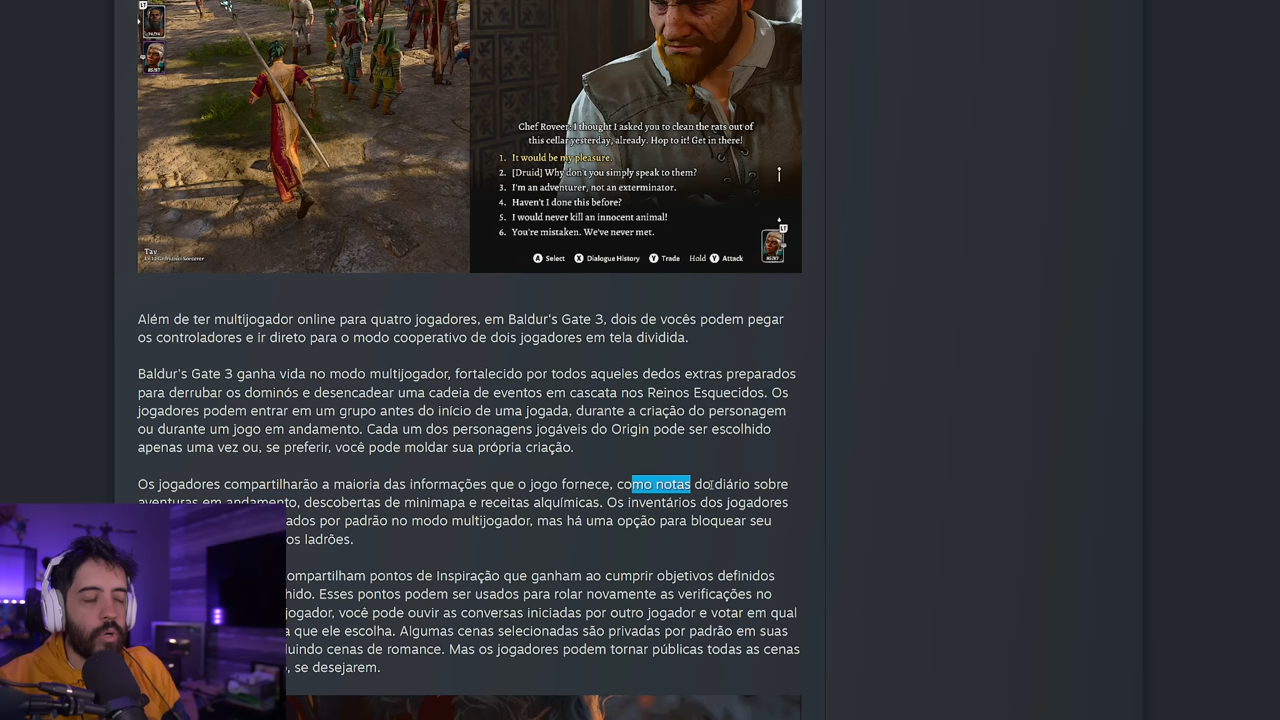 LT
74/74
85/87
Chef Roveer: I thought I asked you to clean the rats out of
this cellar yesterday, already. Hop to it! Get in there!
1. It would be my pleasure.
2. [Druid] Why don't you simply speak to them?
3. I'm an adventurer, not an exterminator.
4. Haven't I done this before?
5. I would never kill an innocent animal!
6. You're mistaken. We've never met.
LT
85/87
Tav
A Select X Dialogue History Y Trade Hold Y Attack
Além de ter multijogador online para quatro jogadores, em Baldur's Gate 3, dois de vocês podem pegar
os controladores e ir direto para o modo cooperativo de dois jogadores em tela dividida.
Baldur's Gate 3 ganha vida no modo multijogador, fortalecido por todos aqueles dedos extras preparados
para derrubar os dominós e desencadear uma cadeia de eventos em cascata nos Reinos Esquecidos. Os
jogadores podem entrar em um grupo antes do início de uma jogada, durante a criação do personagem
ou durante um jogo em andamento. Cada um dos personagens jogáveis do Origin pode ser escolhido
apenas uma vez ou, se preferir, você pode moldar sua própria criação.
Os jogadores compartilharão a maioria das informações que o jogo fornece, como notas do diário sobre
aventuras em andamento, descobertas de minimapa e receitas alquímicas. Os inventários dos jogadores
ados por padrão no modo multijogador, mas há uma opção para bloquear seu
os ladrões.
ompartilham pontos de Inspiração que ganham ao cumprir objetivos definidos
hido. Esses pontos podem ser usados para rolar novamente as verificações no
jogador, você pode ouvir as conversas iniciadas por outro jogador e votar em qual
a que ele escolha. Algumas cenas selecionadas são privadas por padrão em suas
luindo cenas de romance. Mas os jogadores podem tornar públicas todas as cenas
, se desejarem.